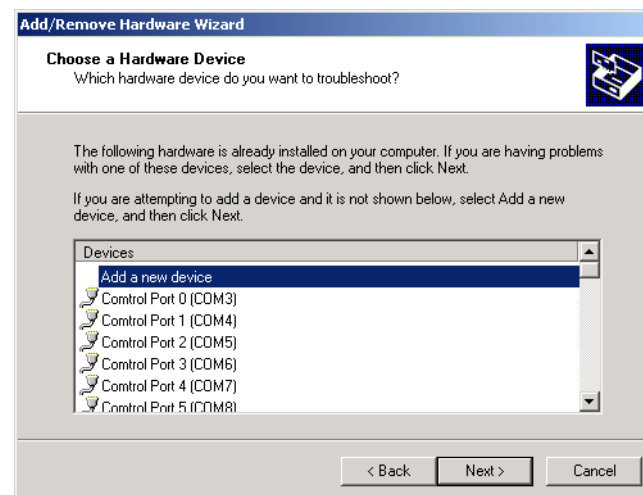 Add/Remove Hardware Wizard
Choose a Hardware Device
Which hardware device do you want to troubleshoot?
The following hardware is already installed on your computer. If you are having problems
with one of these devices, select the device, and then click Next.
If you are attempting to add a device and it is not shown below, select Add a new
device, and then click Next.
Devices
Add a new device
Comtrol Port 0 (COM3)
Comtrol Port 1 (COM4)
Comtrol Port 2 (COM5)
Comtrol Port 3 (COM6)
Comtrol Port 4 (COM7)
Comtrol Port 5 (COM8)
< Back Next > Cancel